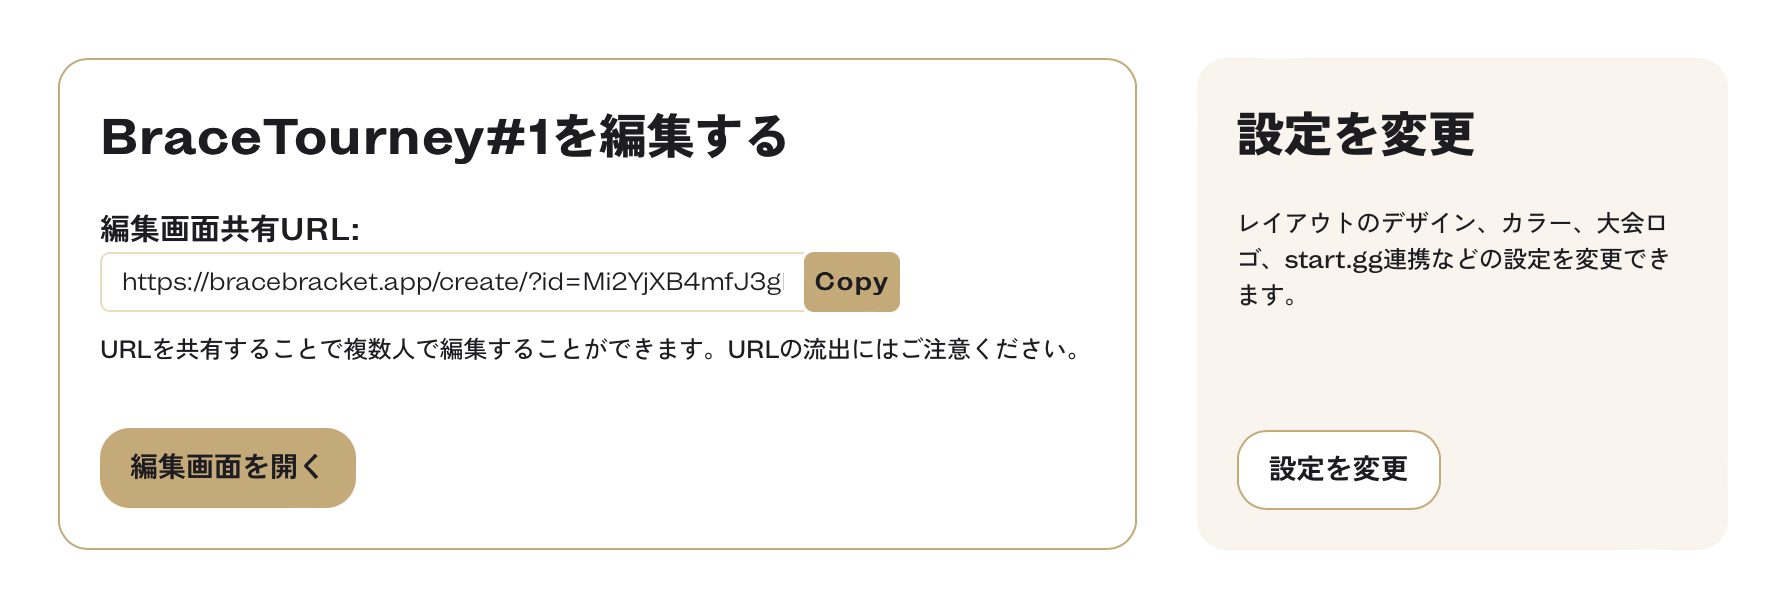 BraceTourney#1を編集する
編集画面共有URL:
https://bracebracket.app/create/?id=Mi2YjXB4mfJ3g
Copy
URLを共有することで複数人で編集することができます。URLの流出にはご注意ください。
編集画面を開く
設定を変更
レイアウトのデザイン、カラー、大会ロ
ゴ、start.gg連携などの設定を変更でき
ます。
設定を変更